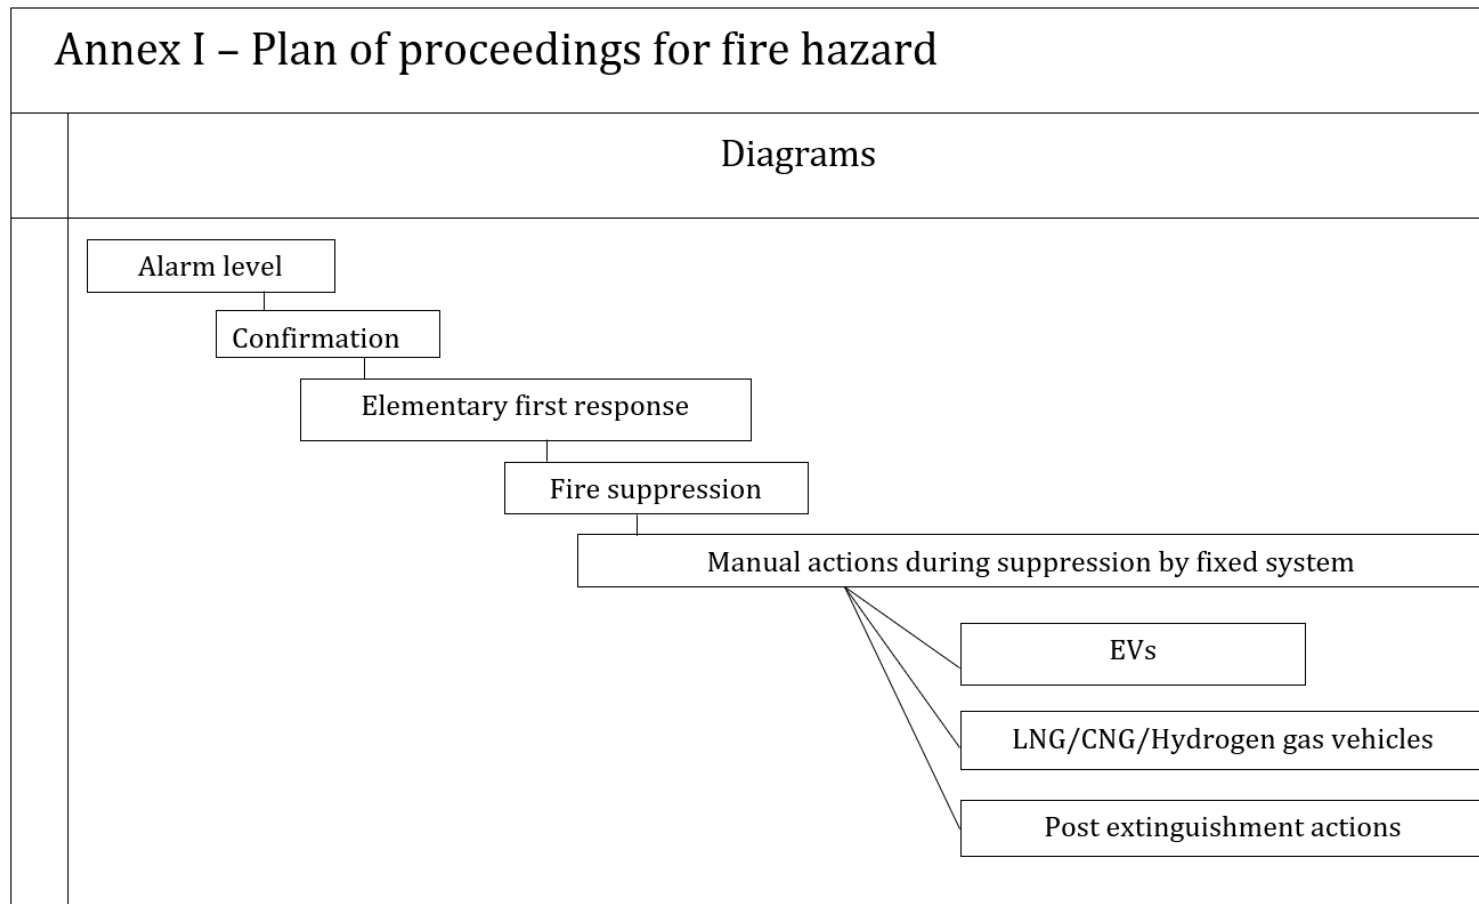 Annex I – Plan of proceedings for fire hazard
Diagrams
Alarm level
Confirmation
Elementary first response
Fire suppression
Manual actions during suppression by fixed system
EVs
LNG/CNG/Hydrogen gas vehicles
Post extinguishment actions